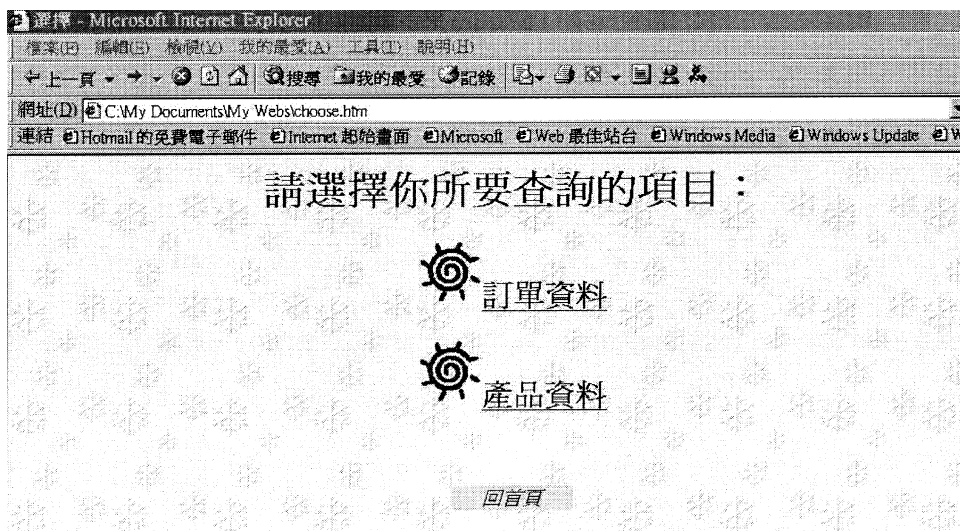 選擇 - Microsoft Internet Explorer
檔案(F) 編輯(E) 檢視(V) 我的最愛(A) 工具(T) 說明(H)
上一頁 搜尋 我的最愛 記錄
網址(D) C:\My Documents\My Webs\choose.htm
連結 Hotmail 的免費電子郵件 Internet 起始畫面 Microsoft Web 最佳站台 Windows Media Windows Update
請選擇你所要查詢的項目：
訂單資料
產品資料
回首頁